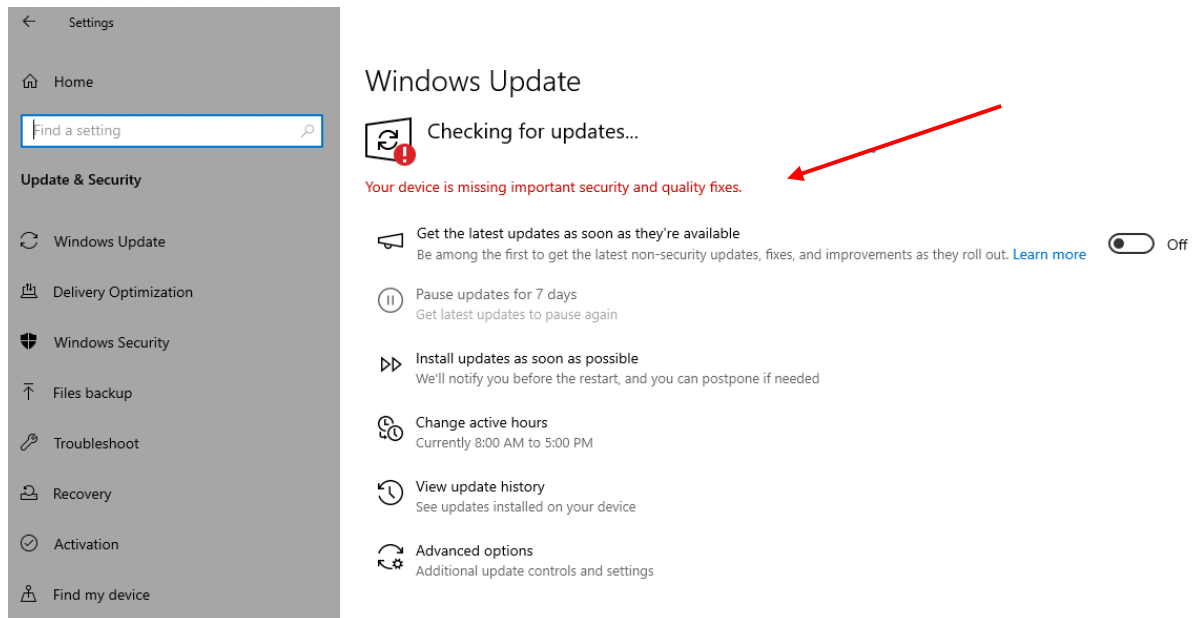 Settings
Home
Find a setting
Update & Security
Windows Update
Delivery Optimization
Windows Security
Files backup
Troubleshoot
Recovery
Activation
Find my device
Windows Update
Checking for updates...
Your device is missing important security and quality fixes.
Get the latest updates as soon as they're available
Be among the first to get the latest non-security updates, fixes, and improvements as they roll out. Learn more
Off
Pause updates for 7 days
Get latest updates to pause again
Install updates as soon as possible
We'll notify you before the restart, and you can postpone if needed
Change active hours
Currently 8:00 AM to 5:00 PM
View update history
See updates installed on your device
Advanced options
Additional update controls and settings